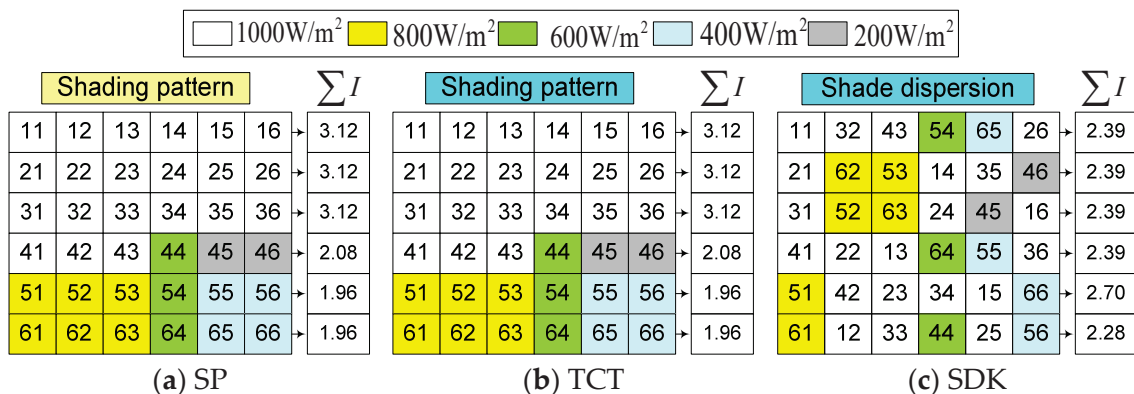 1000W/m² 800W/m² 600W/m² 400W/m² 200W/m²
Shading pattern ∑I Shading pattern ∑I Shade dispersion ∑I
11 12 13 14 15 16 3.12 11 12 13 14 15 16 3.12 11 32 43 54 65 26 2.39
21 22 23 24 25 26 3.12 21 22 23 24 25 26 3.12 21 62 53 14 35 46 2.39
31 32 33 34 35 36 3.12 31 32 33 34 35 36 3.12 31 52 63 24 45 16 2.39
41 42 43 44 45 46 2.08 41 42 43 44 45 46 2.08 41 22 13 64 55 36 2.39
51 52 53 54 55 56 1.96 51 52 53 54 55 56 1.96 51 42 23 34 15 66 2.70
61 62 63 64 65 66 1.96 61 62 63 64 65 66 1.96 61 12 33 44 25 56 2.28
(a) SP (b) TCT (c) SDK